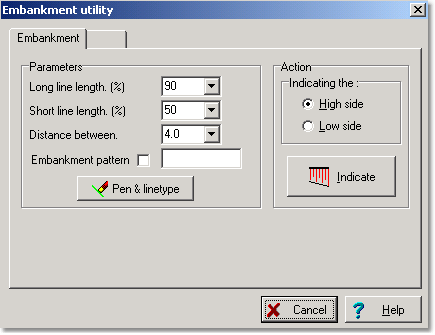 Embankment utility
Embankment
Parameters
Long line length. (%)
90
Short line length. (%)
50
Distance between.
4.0
Embankment pattern
Pen & linetype
Action
Indicating the :
High side
Low side
Indicate
Cancel
? Help